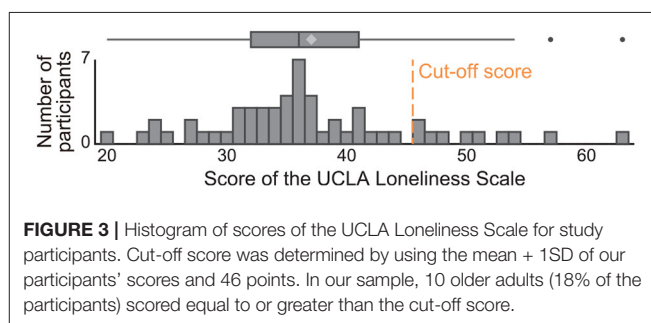 Number of
participants
7
0
Cut-off score
20
30
40
50
60
Score of the UCLA Loneliness Scale
FIGURE 3 | Histogram of scores of the UCLA Loneliness Scale for study
participants. Cut-off score was determined by using the mean + 1SD of our
participants' scores and 46 points. In our sample, 10 older adults (18% of the
participants) scored equal to or greater than the cut-off score.